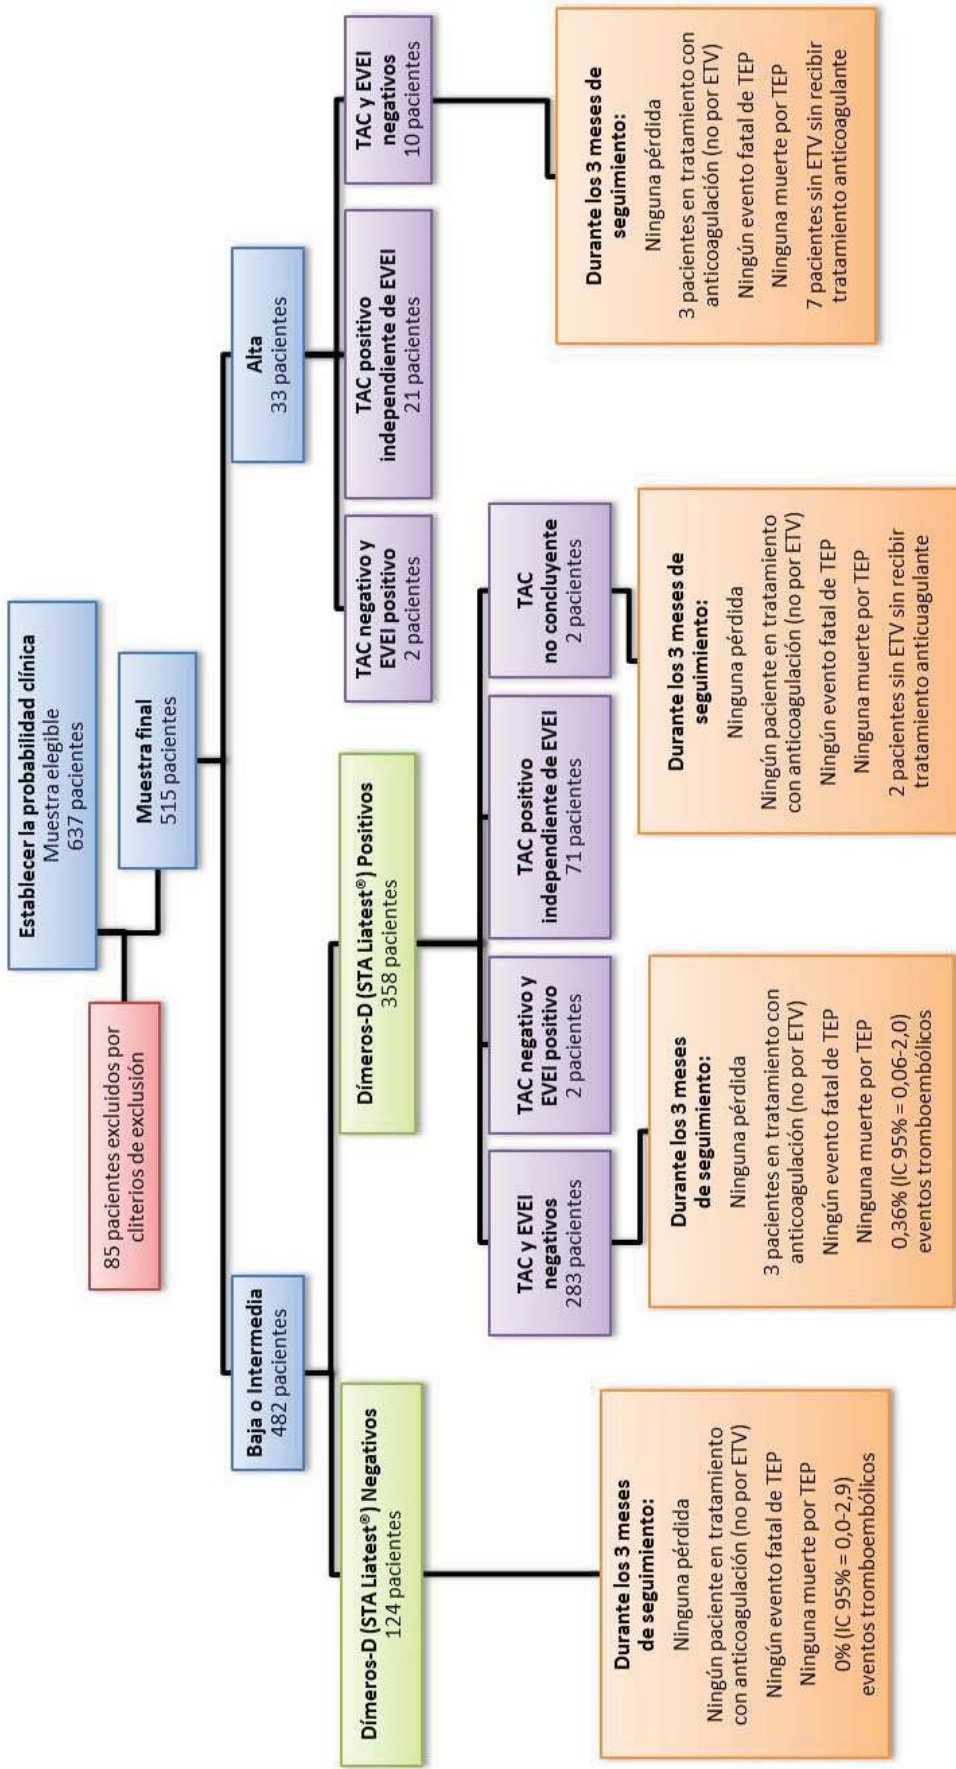 Establecer la probabilidad clínica
Muestra elegible
637 pacientes
85 pacientes excluidos por
cliterios de exclusión
Muestra final
515 pacientes
Baja o Intermedia
482 pacientes
Alta
33 pacientes
Dímeros-D (STA Liatest®) Negativos
124 pacientes
Dímeros-D (STA Liatest®) Positivos
358 pacientes
TAC negativo y
EVEI positivo
2 pacientes
TAC positivo
independiente de EVEI
21 pacientes
TAC y EVEI
negativos
10 pacientes
TAC y EVEI
negativos
283 pacientes
TAC negativo y
EVEI positivo
2 pacientes
TAC positivo
independiente de EVEI
71 pacientes
TAC
no concluyente
2 pacientes
Durante los 3 meses
de seguimiento:
Ninguna pérdida
Ningún paciente en tratamiento
con anticoagulación (no por ETV)
Ningún evento fatal de TEP
Ninguna muerte por TEP
0% (IC 95% = 0,0-2,9)
eventos tromboembólicos
Durante los 3 meses
de seguimiento:
Ninguna pérdida
3 pacientes en tratamiento con
anticoagulación (no por ETV)
Ningún evento fatal de TEP
Ninguna muerte por TEP
0,36% (IC 95% = 0,06-2,0)
eventos tromboembólicos
Durante los 3 meses de
seguimiento:
Ninguna pérdida
Ningún paciente en tratamiento
con anticoagulación (no por ETV)
Ningún evento fatal de TEP
Ninguna muerte por TEP
2 pacientes sin ETV sin recibir
tratamiento anticuagulante
Durante los 3 meses de
seguimiento:
Ninguna pérdida
3 pacientes en tratamiento con
anticoagulación (no por ETV)
Ningún evento fatal de TEP
Ninguna muerte por TEP
7 pacientes sin ETV sin recibir
tratamiento anticoagulante